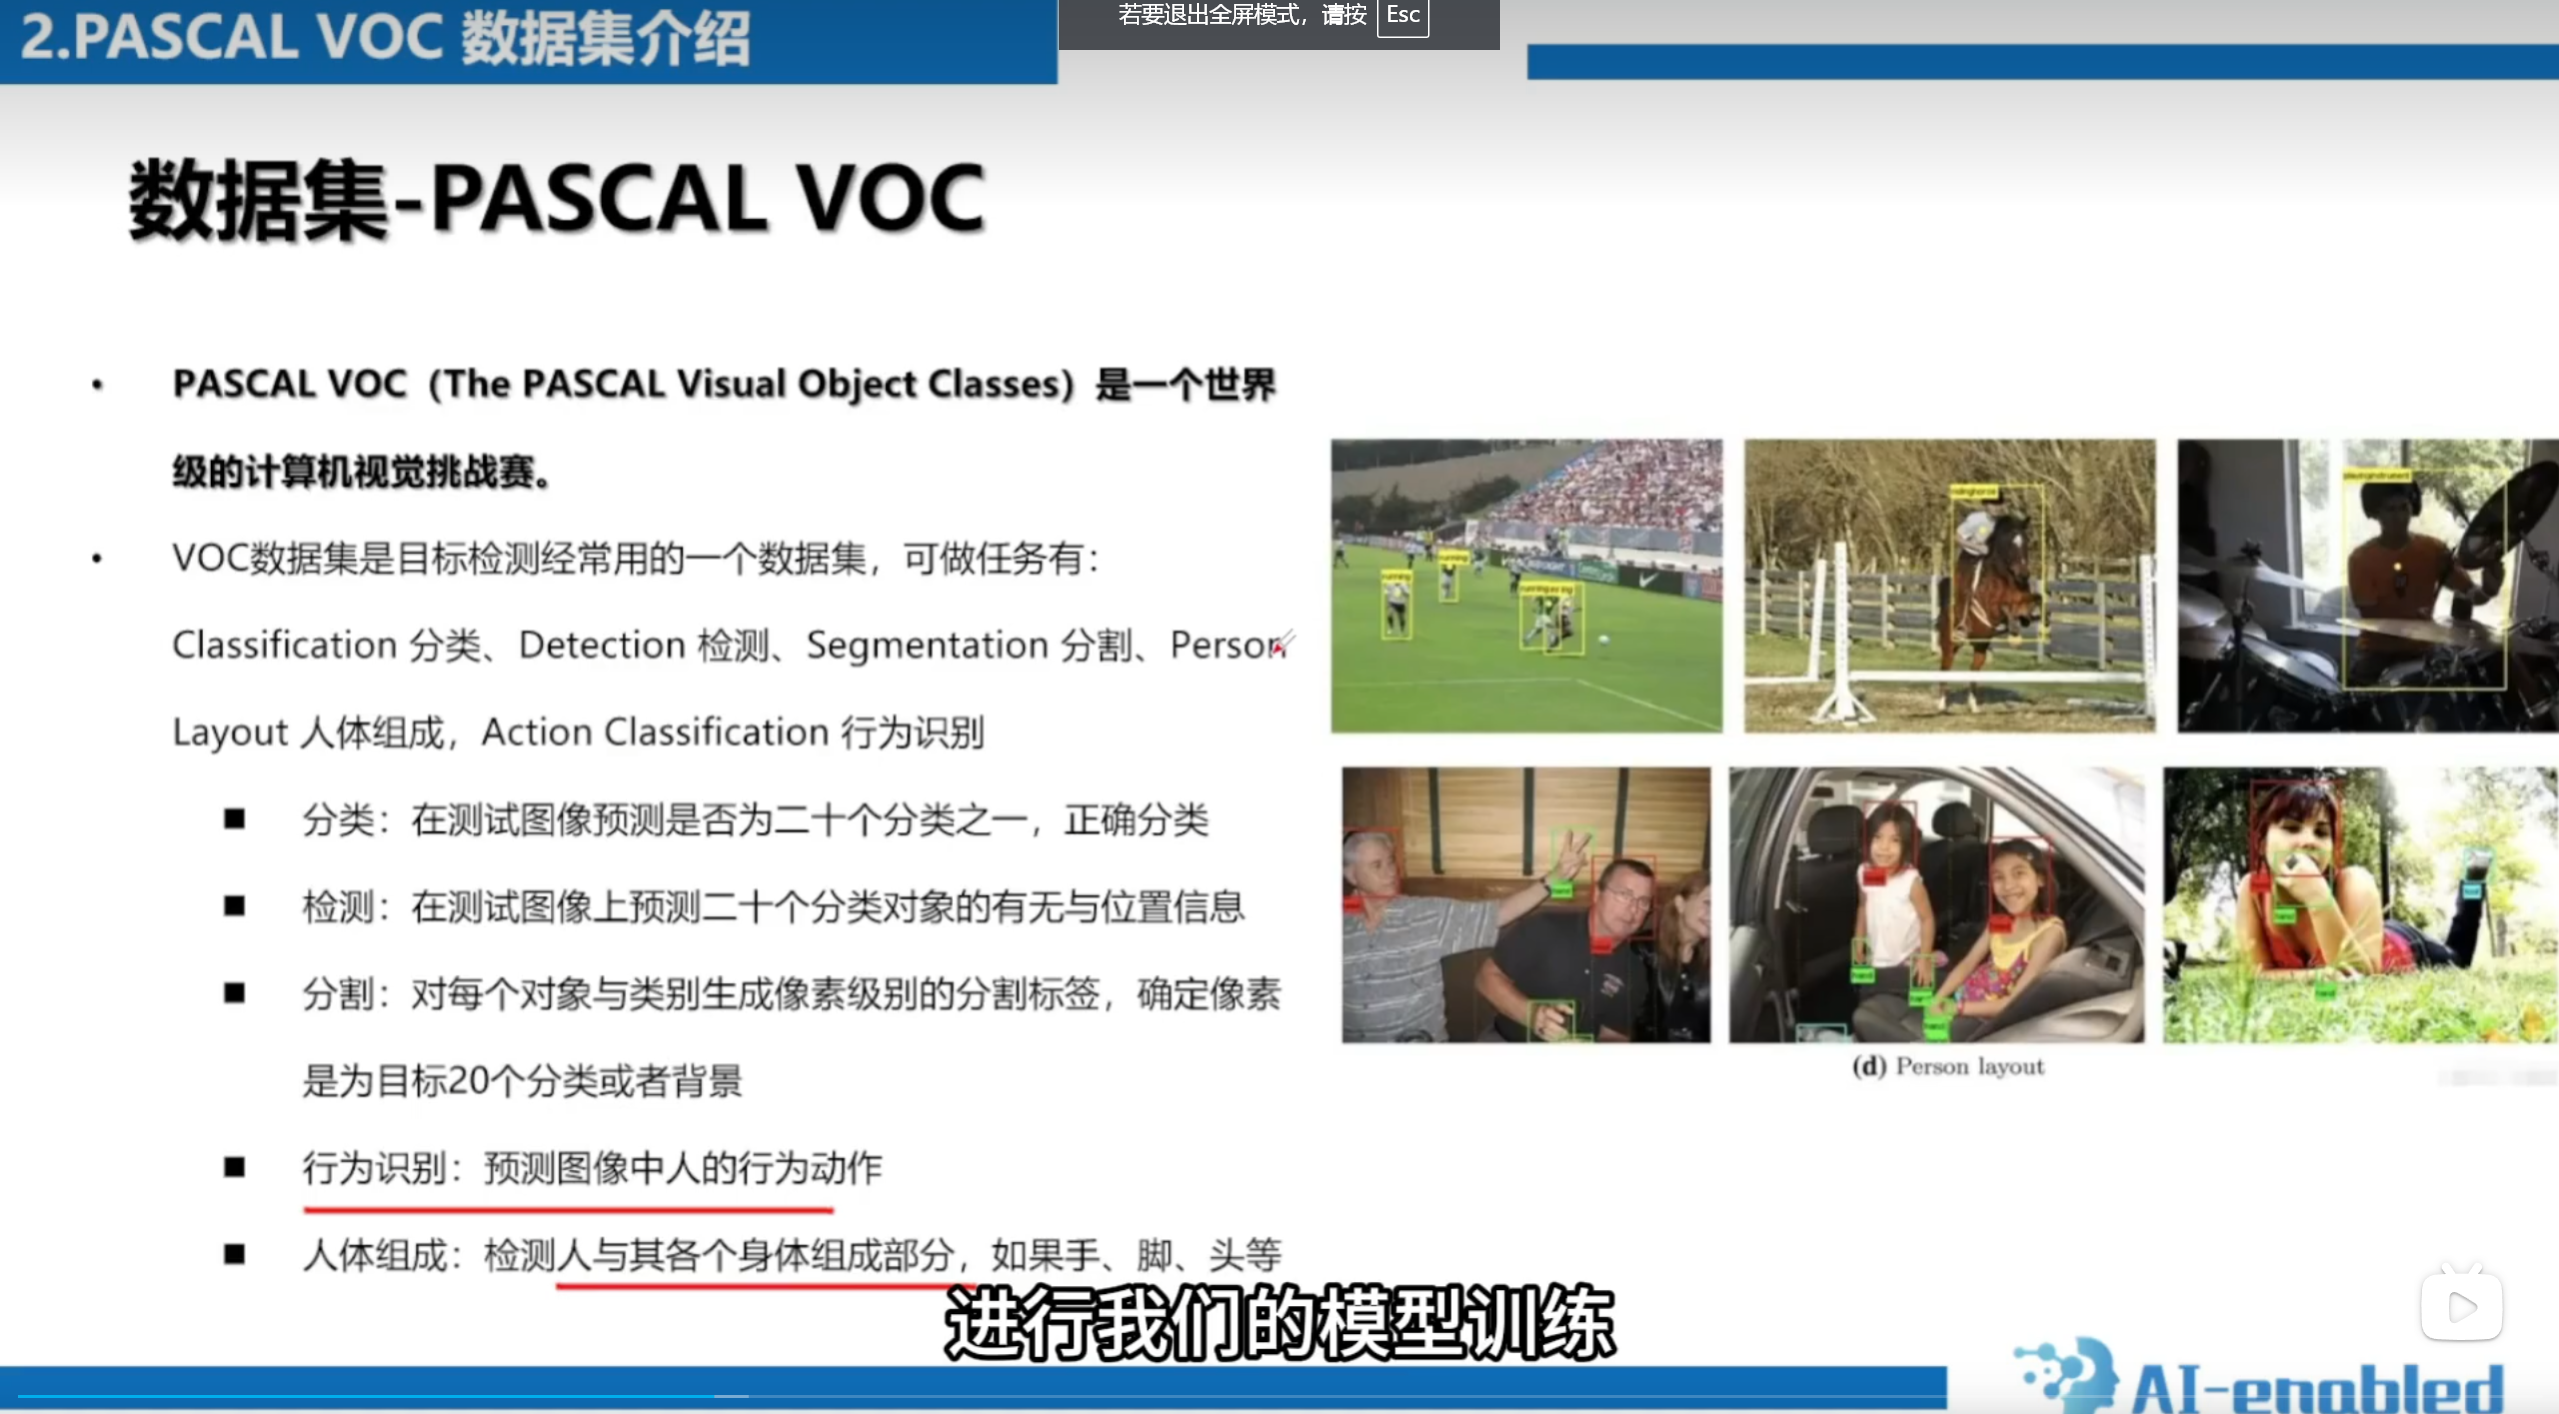 2.PASCAL VOC 数据集介绍
若要退出全屏模式，请按 Esc
数据集-PASCAL VOC
• PASCAL VOC（The PASCAL Visual Object Classes）是一个世界
级的计算机视觉挑战赛。
• VOC数据集是目标检测经常用的一个数据集，可做任务有：
Classification 分类、Detection 检测、Segmentation 分割、Person
Layout 人体组成，Action Classification 行为识别
■ 分类：在测试图像预测是否为二十个分类之一，正确分类
■ 检测：在测试图像上预测二十个分类对象的有无与位置信息
■ 分割：对每个对象与类别生成像素级别的分割标签，确定像素
是为目标20个分类或者背景
■ 行为识别：预测图像中人的行为动作
■ 人体组成：检测人与其各个身体组成部分，如果手、脚、头等
running
running
ridinghorse
(d) Person layout
进行我们的模型训练
AI-enabled